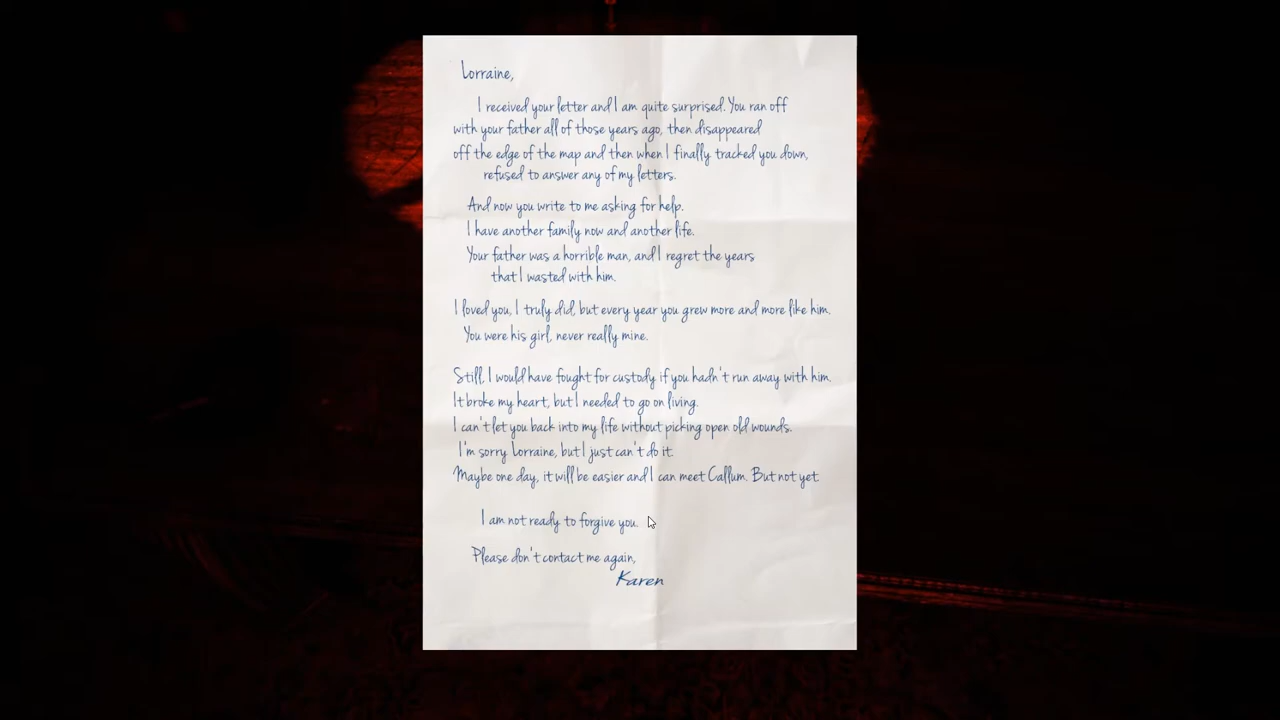 Lorraine,
I received your letter and I am quite surprised. You ran off
with your father all of those years ago, then disappeared
off the edge of the map and then when I finally tracked you down,
refused to answer any of my letters.
And now you write to me asking for help.
I have another family now and another life.
Your father was a horrible man, and I regret the years
that I wasted with him.
I loved you, I truly did, but every year you grew more and more like him.
You were his girl, never really mine.
Still, I would have fought for custody if you hadn't run away with him.
It broke my heart, but I needed to go on living.
I can't let you back into my life without picking open old wounds.
I'm sorry Lorraine, but I just can't do it.
Maybe one day, it will be easier and I can meet Callum. But not yet.
I am not ready to forgive you.
Please don't contact me again,
Karen